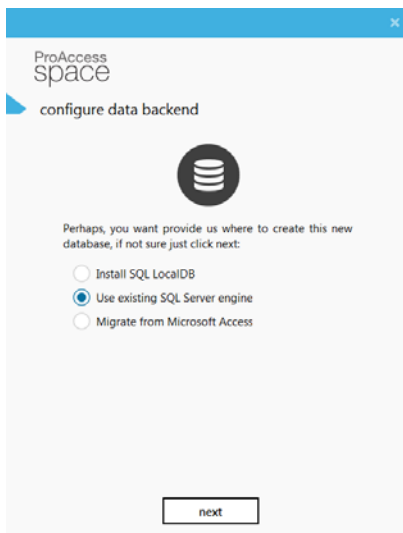 ProAccess
space
configure data backend
Perhaps, you want provide us where to create this new
database, if not sure just click next:
Install SQL LocalDB
Use existing SQL Server engine
Migrate from Microsoft Access
next